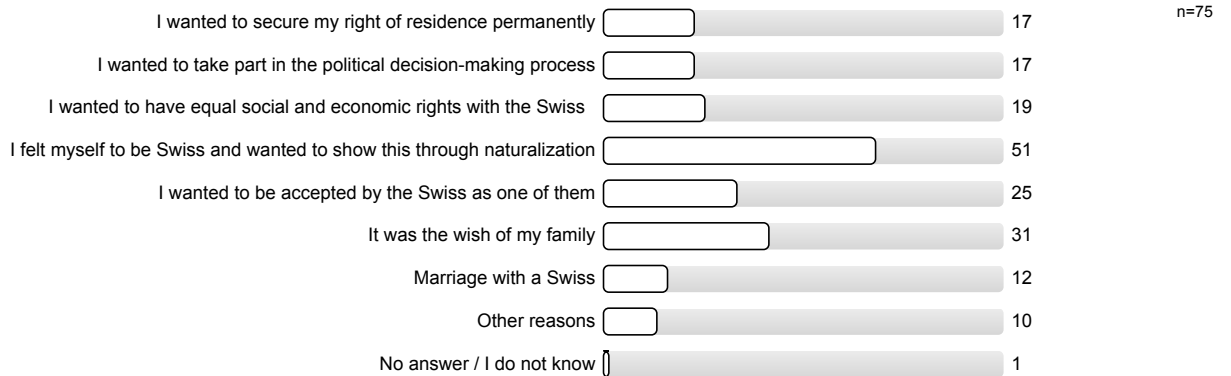 n=75
I wanted to secure my right of residence permanently 17
I wanted to take part in the political decision-making process 17
I wanted to have equal social and economic rights with the Swiss 19
I felt myself to be Swiss and wanted to show this through naturalization 51
I wanted to be accepted by the Swiss as one of them 25
It was the wish of my family 31
Marriage with a Swiss 12
Other reasons 10
No answer / I do not know 1